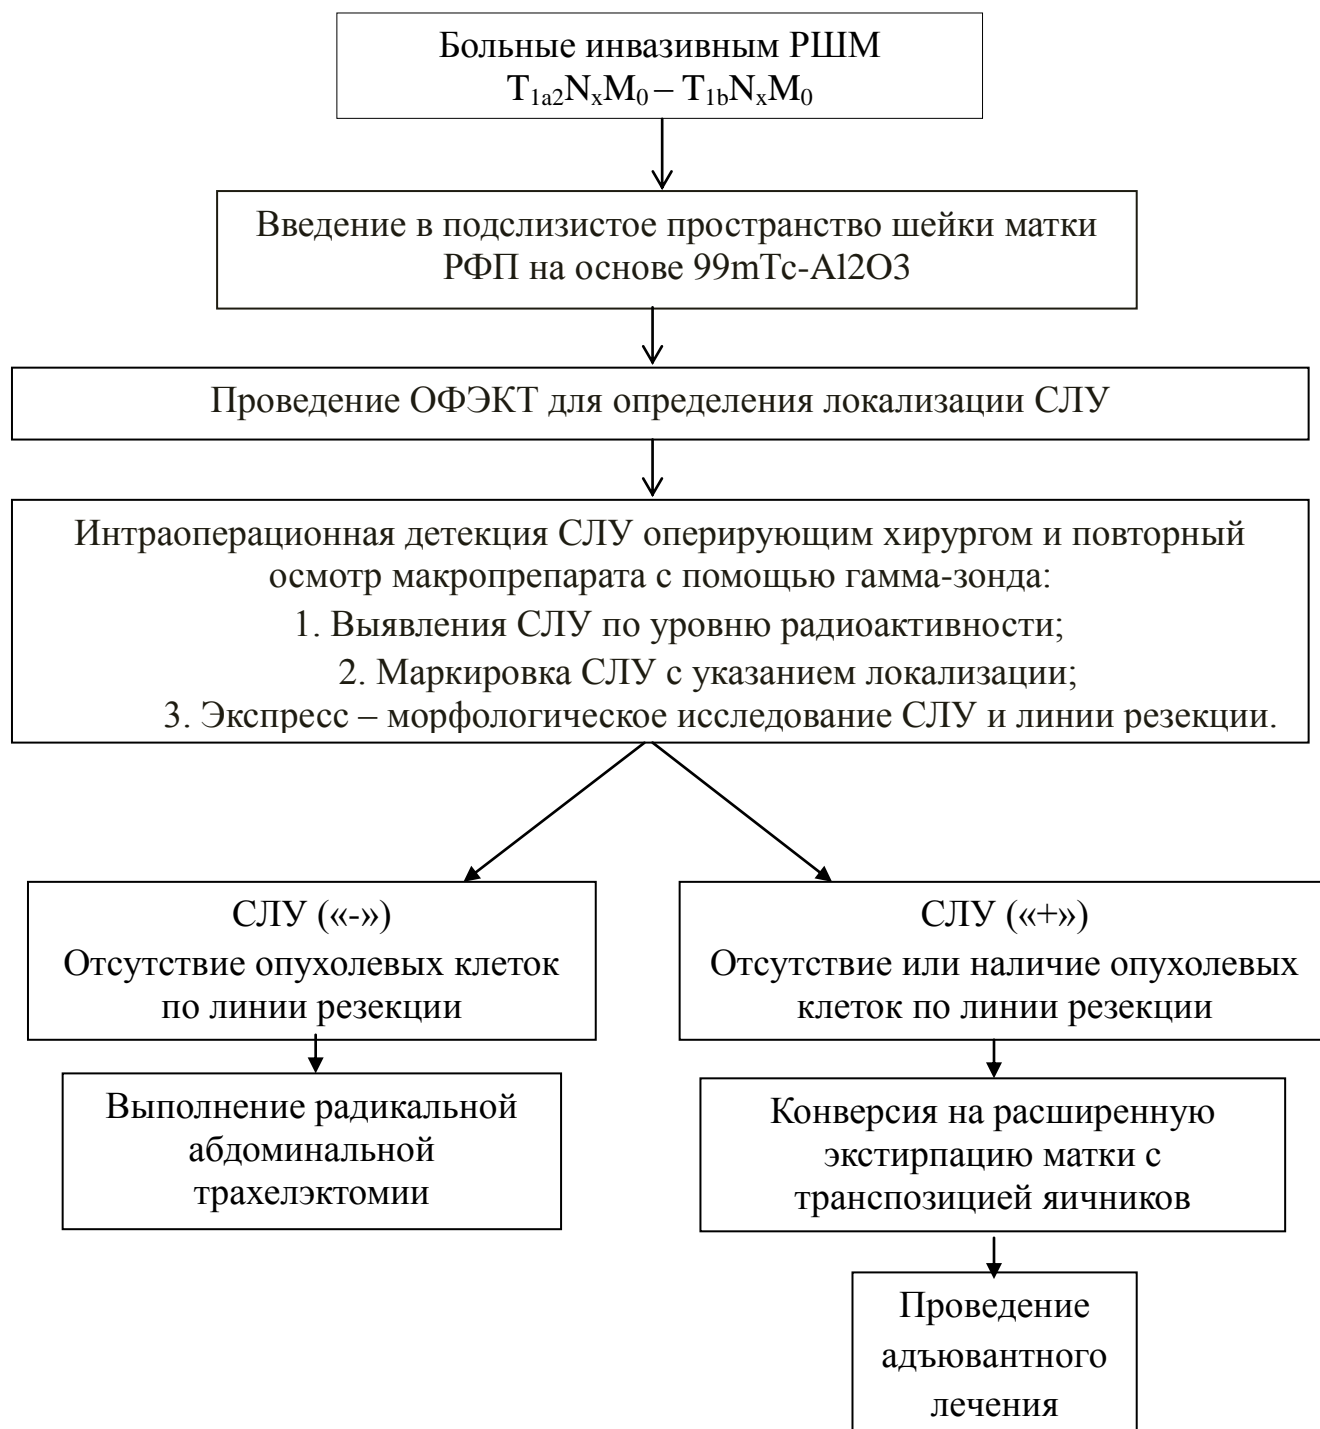 Больные инвазивным РШМ
T1a2NxM0 – T1bNxM0
Введение в подслизистое пространство шейки матки
РФП на основе 99mTc-Al2O3
Проведение ОФЭКТ для определения локализации СЛУ
Интраоперационная детекция СЛУ оперирующим хирургом и повторный
осмотр макропрепарата с помощью гамма-зонда:
1. Выявления СЛУ по уровню радиоактивности;
2. Маркировка СЛУ с указанием локализации;
3. Экспресс – морфологическое исследование СЛУ и линии резекции.
СЛУ («-»)
Отсутствие опухолевых клеток
по линии резекции
СЛУ («+»)
Отсутствие или наличие опухолевых
клеток по линии резекции
Выполнение радикальной
абдоминальной
трахелэктомии
Конверсия на расширенную
экстирпацию матки с
транспозицией яичников
Проведение
адъювантного
лечения